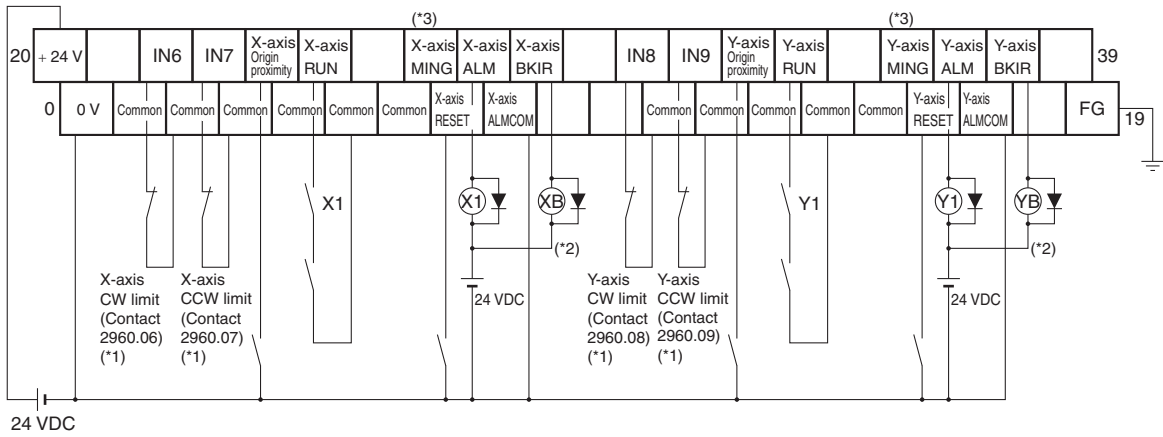 (*3) (*3)
20 + 24 V IN6 IN7 X-axis Origin proximity X-axis RUN X-axis MING X-axis ALM X-axis BKIR IN8 IN9 Y-axis Origin proximity Y-axis RUN Y-axis MING Y-axis ALM Y-axis BKIR 39
0 0 V Common Common Common Common Common Common X-axis RESET X-axis ALMCOM Common Common Common Common Common Y-axis RESET Y-axis ALMCOM FG 19
X1 X1 XB Y1 Y1 YB
(*2) (*2)
X-axis CW limit (Contact 2960.06) (*1)
X-axis CCW limit (Contact 2960.07) (*1)
24 VDC
Y-axis CW limit (Contact 2960.08) (*1)
Y-axis CCW limit (Contact 2960.09) (*1)
24 VDC
24 VDC